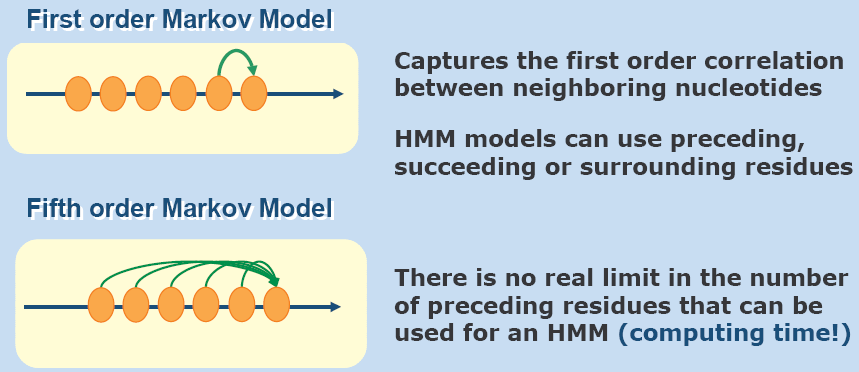 First order Markov Model
Captures the first order correlation
between neighboring nucleotides
HMM models can use preceding,
succeeding or surrounding residues
Fifth order Markov Model
There is no real limit in the number
of preceding residues that can be
used for an HMM (computing time!)